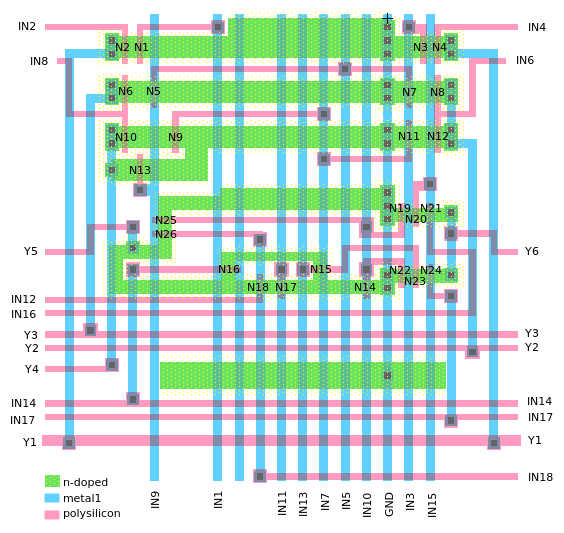 IN2 IN4
N2 N1 N3 N4
IN8 IN6
N6 N5 N7 N8
N10 N9 N11 N12
N13
N19 N21
N25 N20
N26
Y5 Y6
N16 N15 N22 N24
N23
N18 N17 N14
IN12
IN16
Y3 Y3
Y2 Y2
Y4
IN14 IN14
IN17 IN17
Y1 Y1
IN18
n-doped
metal1
polysilicon
IN9 IN1 IN11 IN13 IN7 IN5 IN10 GND IN3 IN15